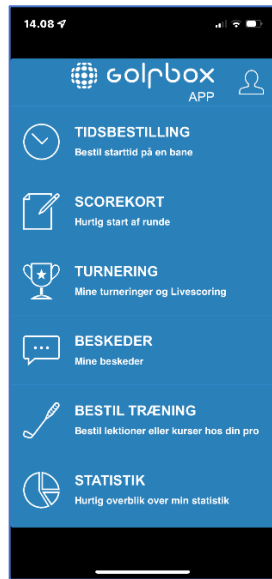 14.08
GolfBox
APP
TIDSBESTILLING
Bestil starttid på en bane
SCOREKORT
Hurtig start af runde
TURNERING
Mine turneringer og Livescoring
BESKEDER
Mine beskeder
BESTIL TRÆNING
Bestil lektioner eller kurser hos din pro
STATISTIK
Hurtig overblik over min statistik